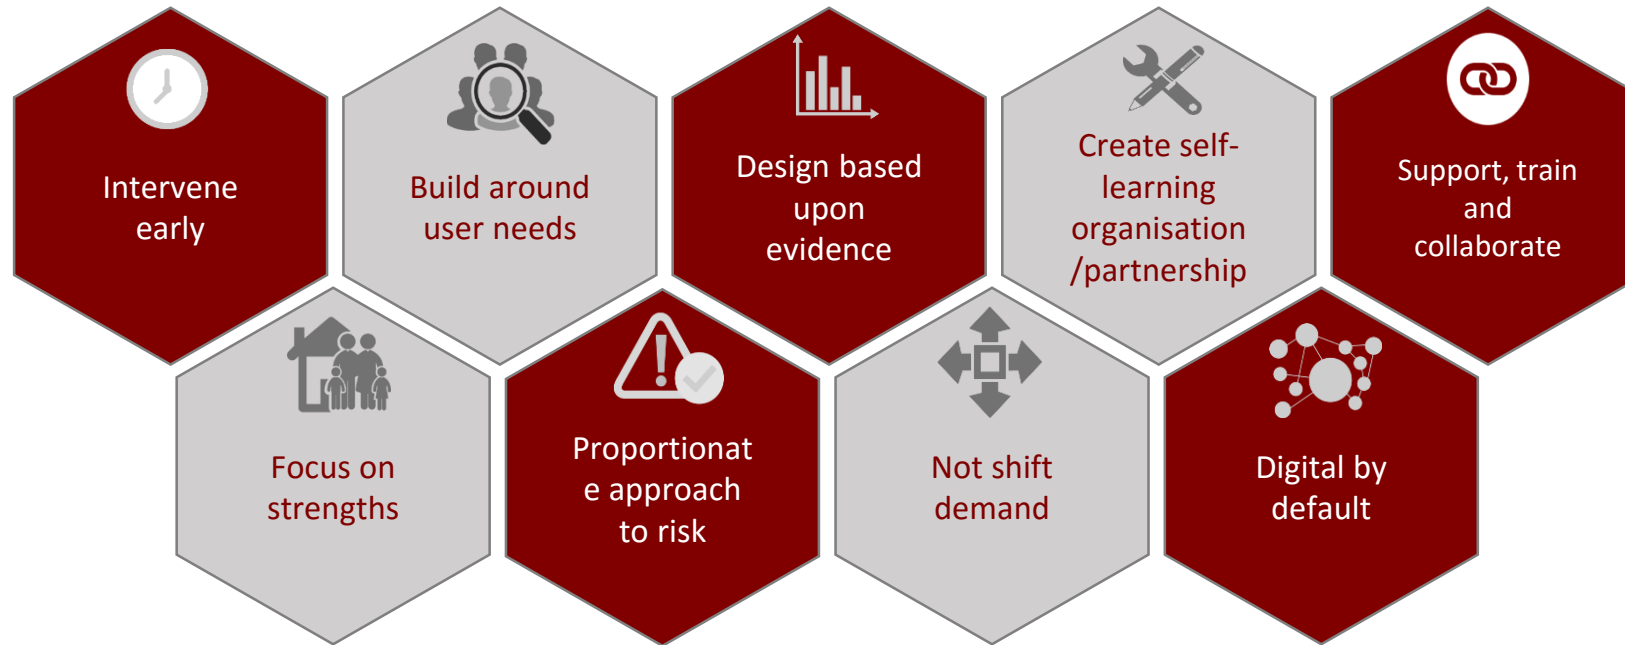 Intervene
early
Build around
user needs
Design based
upon
evidence
Create self-
learning
organisation
/partnership
Support, train
and
collaborate
Focus on
strengths
Proportionat
e approach
to risk
Not shift
demand
Digital by
default